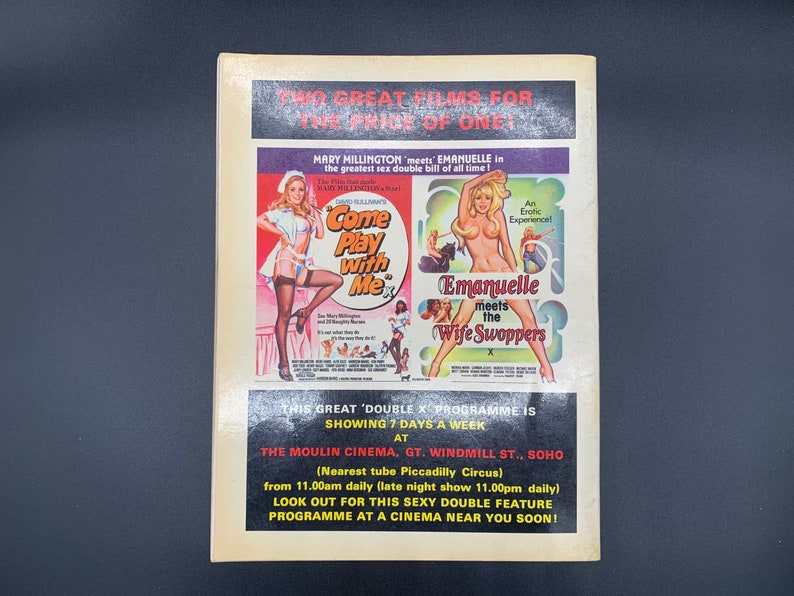 TWO GREAT FILMS FOR
THE PRICE OF ONE!
MARY MILLINGTON 'meets' EMANUELLE in
the greatest sex double bill of all time!
The Film that made
MARY MILLINGTON a Star!
DAVID SULLIVAN'S
"Come
Play
with
Me"
X
See Mary Millington
and 20 Naughty Nurses
It's not what they do
it's the way they do it!
An
Erotic
Experience!
Emanuelle
meets
the
Wife Swoppers
X
THIS GREAT 'DOUBLE X' PROGRAMME IS
SHOWING 7 DAYS A WEEK
AT
THE MOULIN CINEMA, GT. WINDMILL ST., SOHO
(Nearest tube Piccadilly Circus)
from 11.00am daily (late night show 11.00pm daily)
LOOK OUT FOR THIS SEXY DOUBLE FEATURE
PROGRAMME AT A CINEMA NEAR YOU SOON!